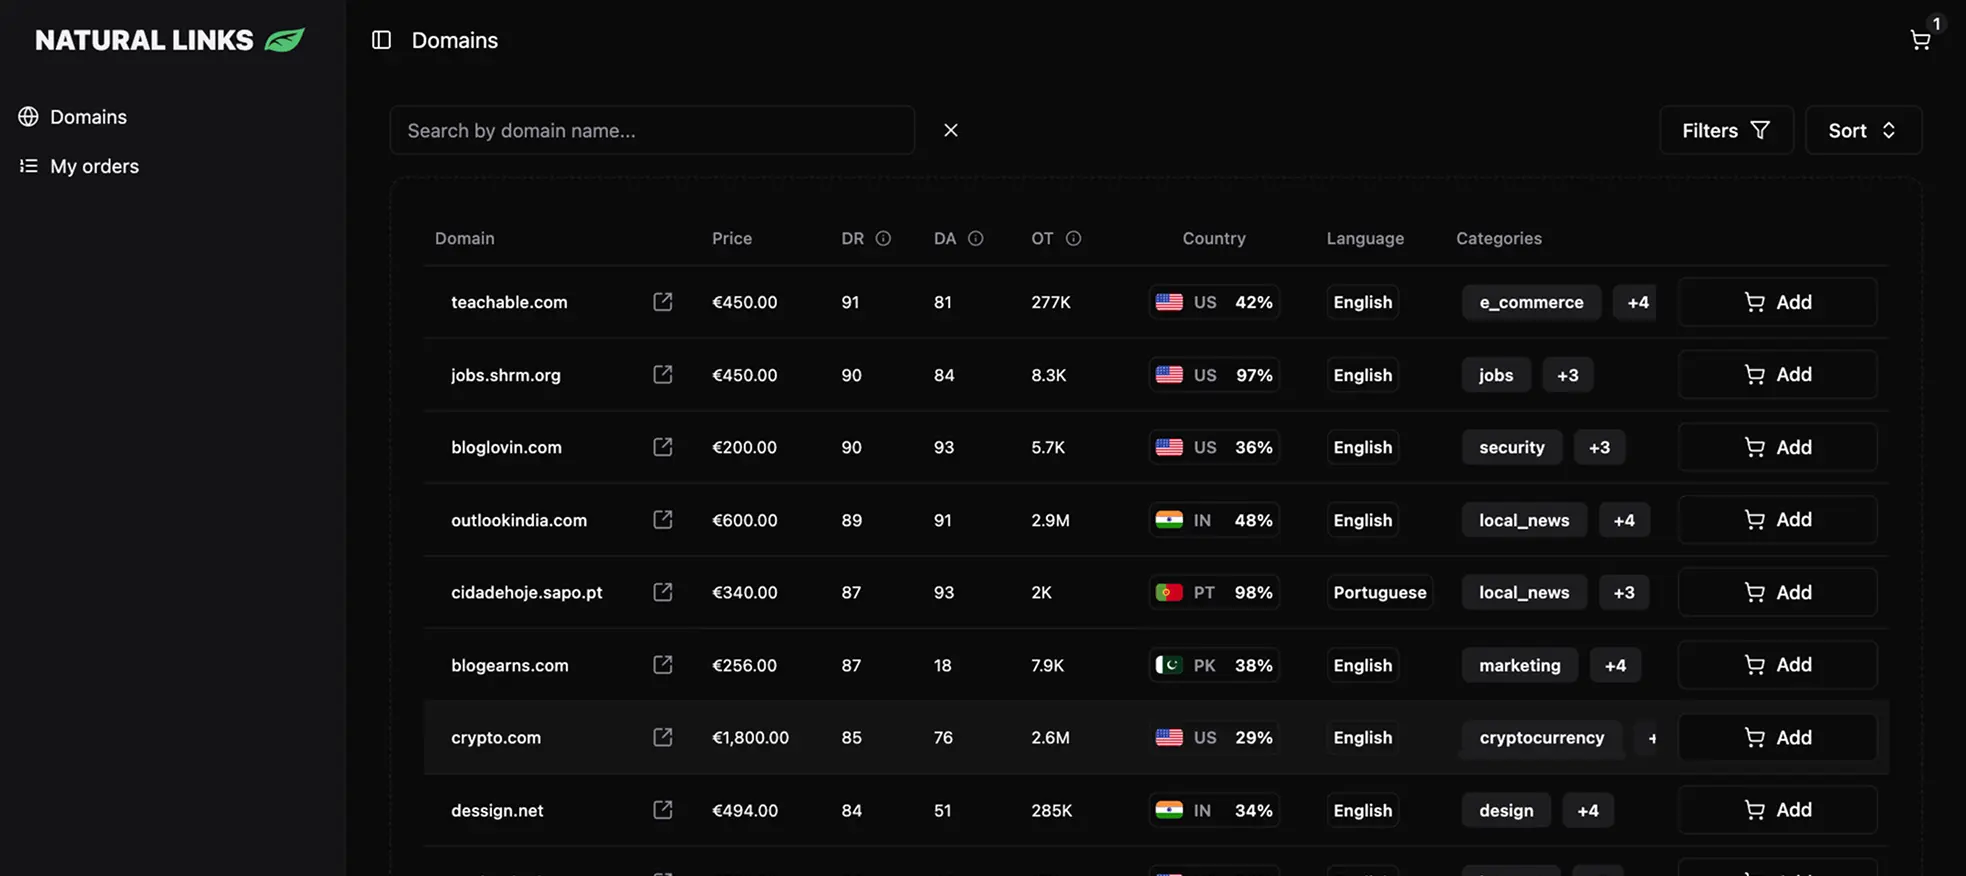 NATURAL LINKS
Domains
1
Domains
My orders
Search by domain name...
Filters
Sort
Domain Price DR DA OT Country Language Categories
teachable.com €450.00 91 81 277K US 42% English e_commerce +4 Add
jobs.shrm.org €450.00 90 84 8.3K US 97% English jobs +3 Add
bloglovin.com €200.00 90 93 5.7K US 36% English security +3 Add
outlookindia.com €600.00 89 91 2.9M IN 48% English local_news +4 Add
cidadehoje.sapo.pt €340.00 87 93 2K PT 98% Portuguese local_news +3 Add
blogearns.com €256.00 87 18 7.9K PK 38% English marketing +4 Add
crypto.com €1,800.00 85 76 2.6M US 29% English cryptocurrency + Add
dessign.net €494.00 84 51 285K IN 34% English design +4 Add